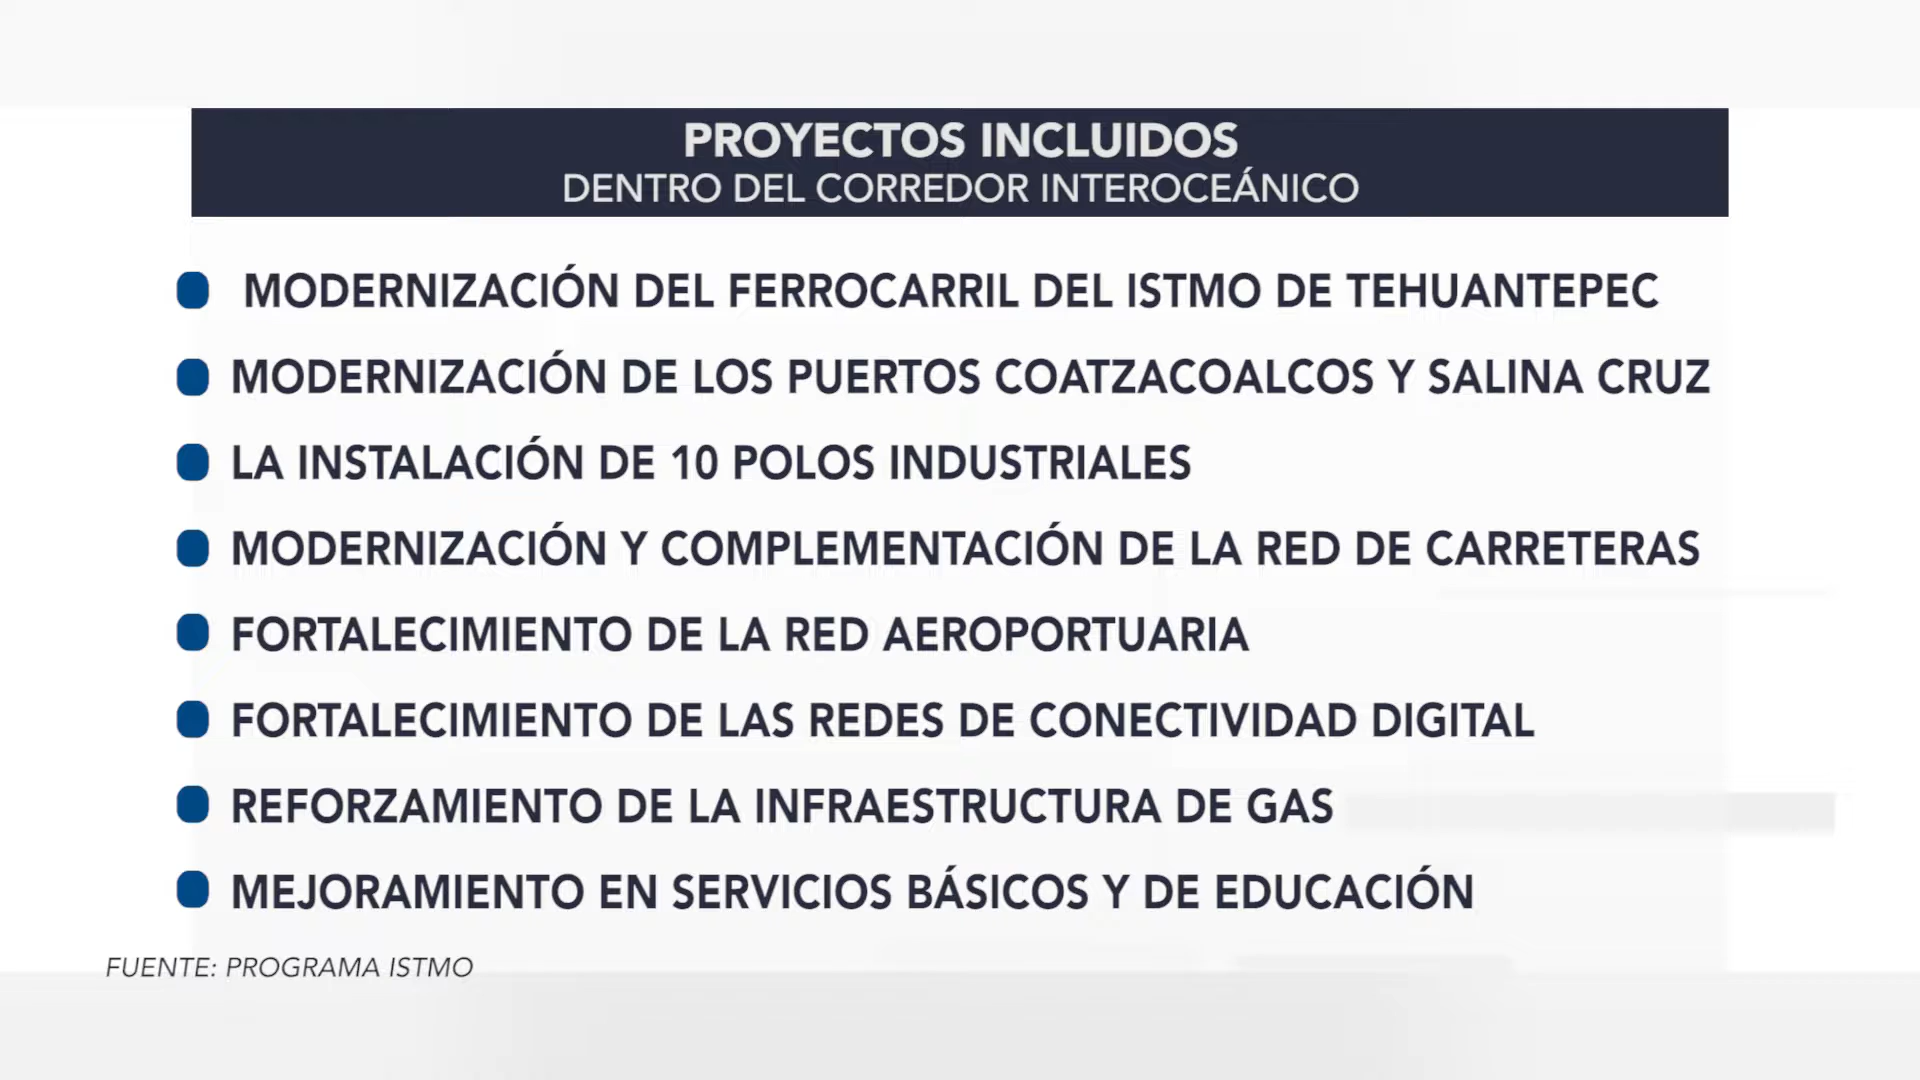 PROYECTOS INCLUIDOS
DENTRO DEL CORREDOR INTEROCEÁNICO
MODERNIZACIÓN DEL FERROCARRIL DEL ISTMO DE TEHUANTEPEC
MODERNIZACIÓN DE LOS PUERTOS COATZACOALCOS Y SALINA CRUZ
LA INSTALACIÓN DE 10 POLOS INDUSTRIALES
MODERNIZACIÓN Y COMPLEMENTACIÓN DE LA RED DE CARRETERAS
FORTALECIMIENTO DE LA RED AEROPORTUARIA
FORTALECIMIENTO DE LAS REDES DE CONECTIVIDAD DIGITAL
REFORZAMIENTO DE LA INFRAESTRUCTURA DE GAS
MEJORAMIENTO EN SERVICIOS BÁSICOS Y DE EDUCACIÓN
FUENTE: PROGRAMA ISTMO